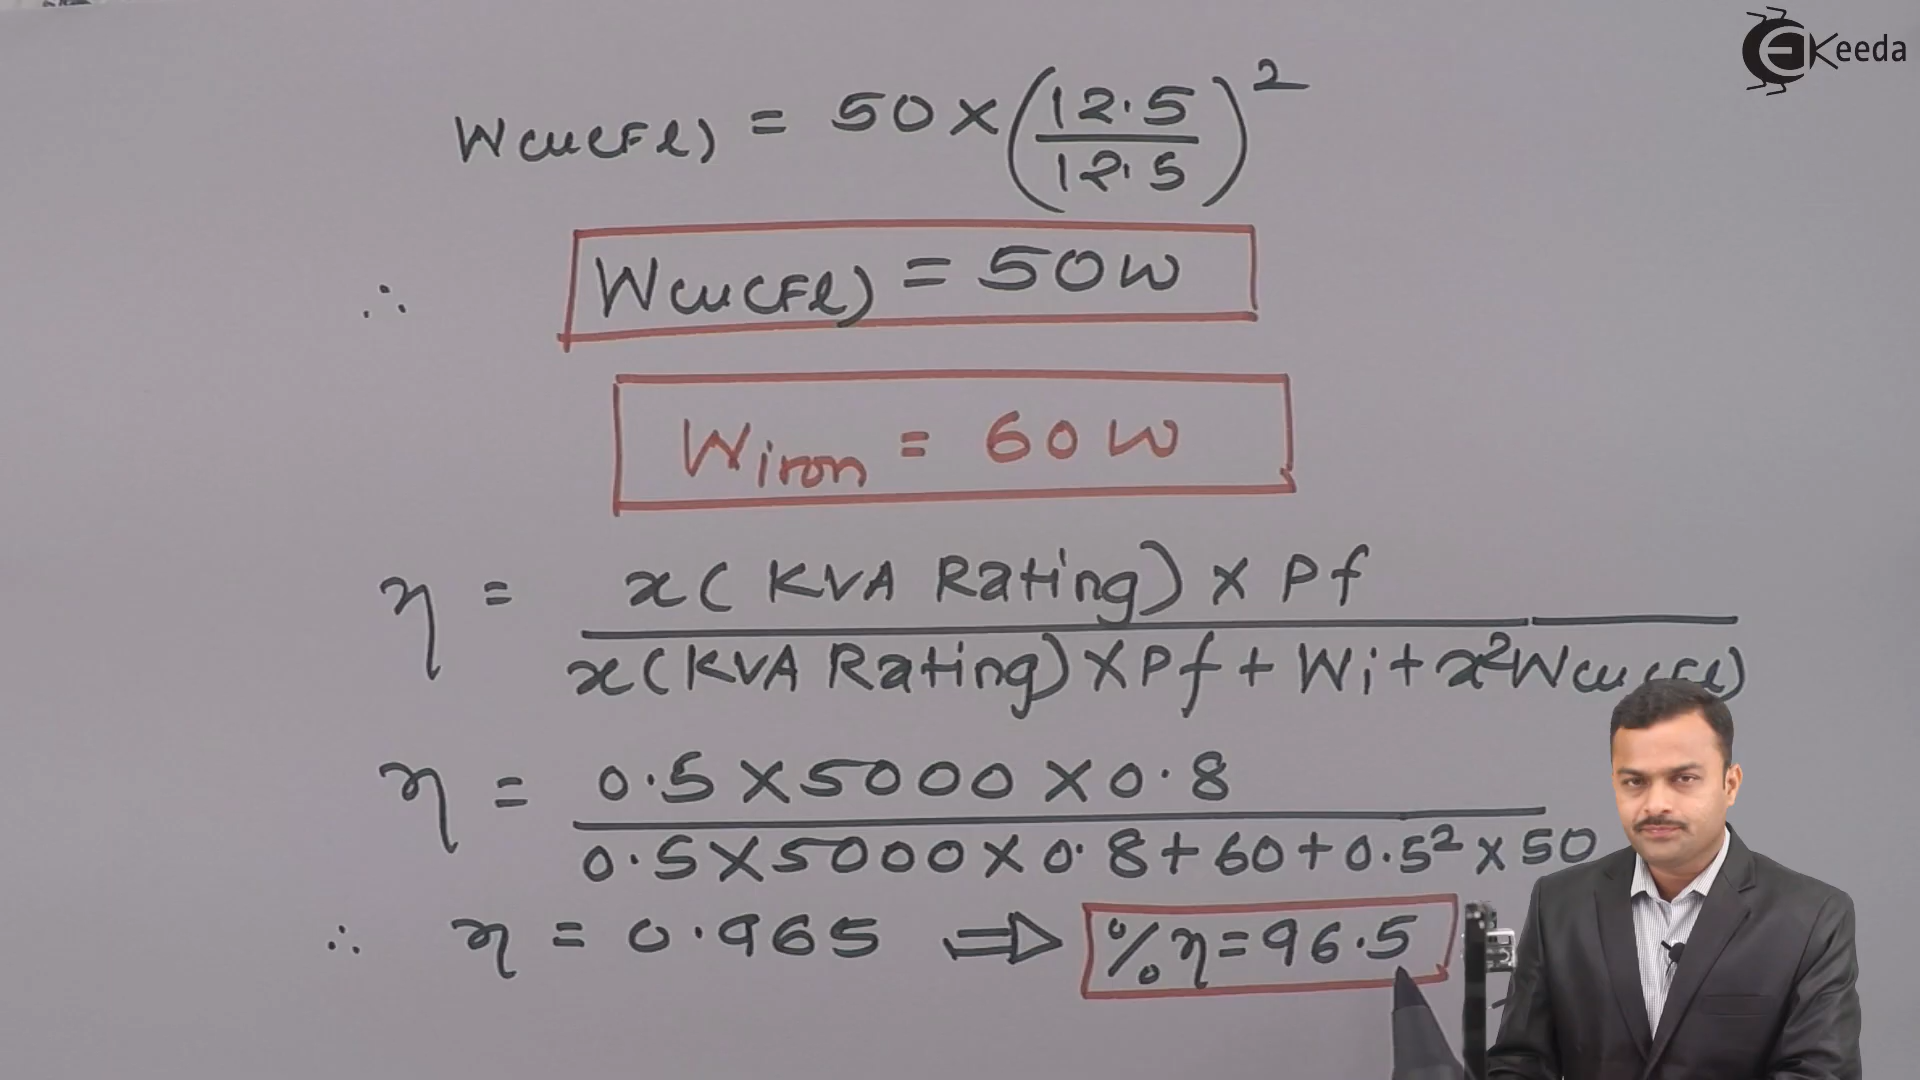 EKeeda
Wcu(Fl) = 50 × (12.5/12.5)²
∴ Wcu(Fl) = 50W
Wiron = 60W
η = x( KVA Rating) × Pf
x(KVA Rating) × Pf + Wi + x²Wcu(Fl)
η = 0.5 × 5000 × 0.8
0.5 × 5000 × 0.8 + 60 + 0.5² × 50
∴ η = 0.965 ⇒ % η = 96.5